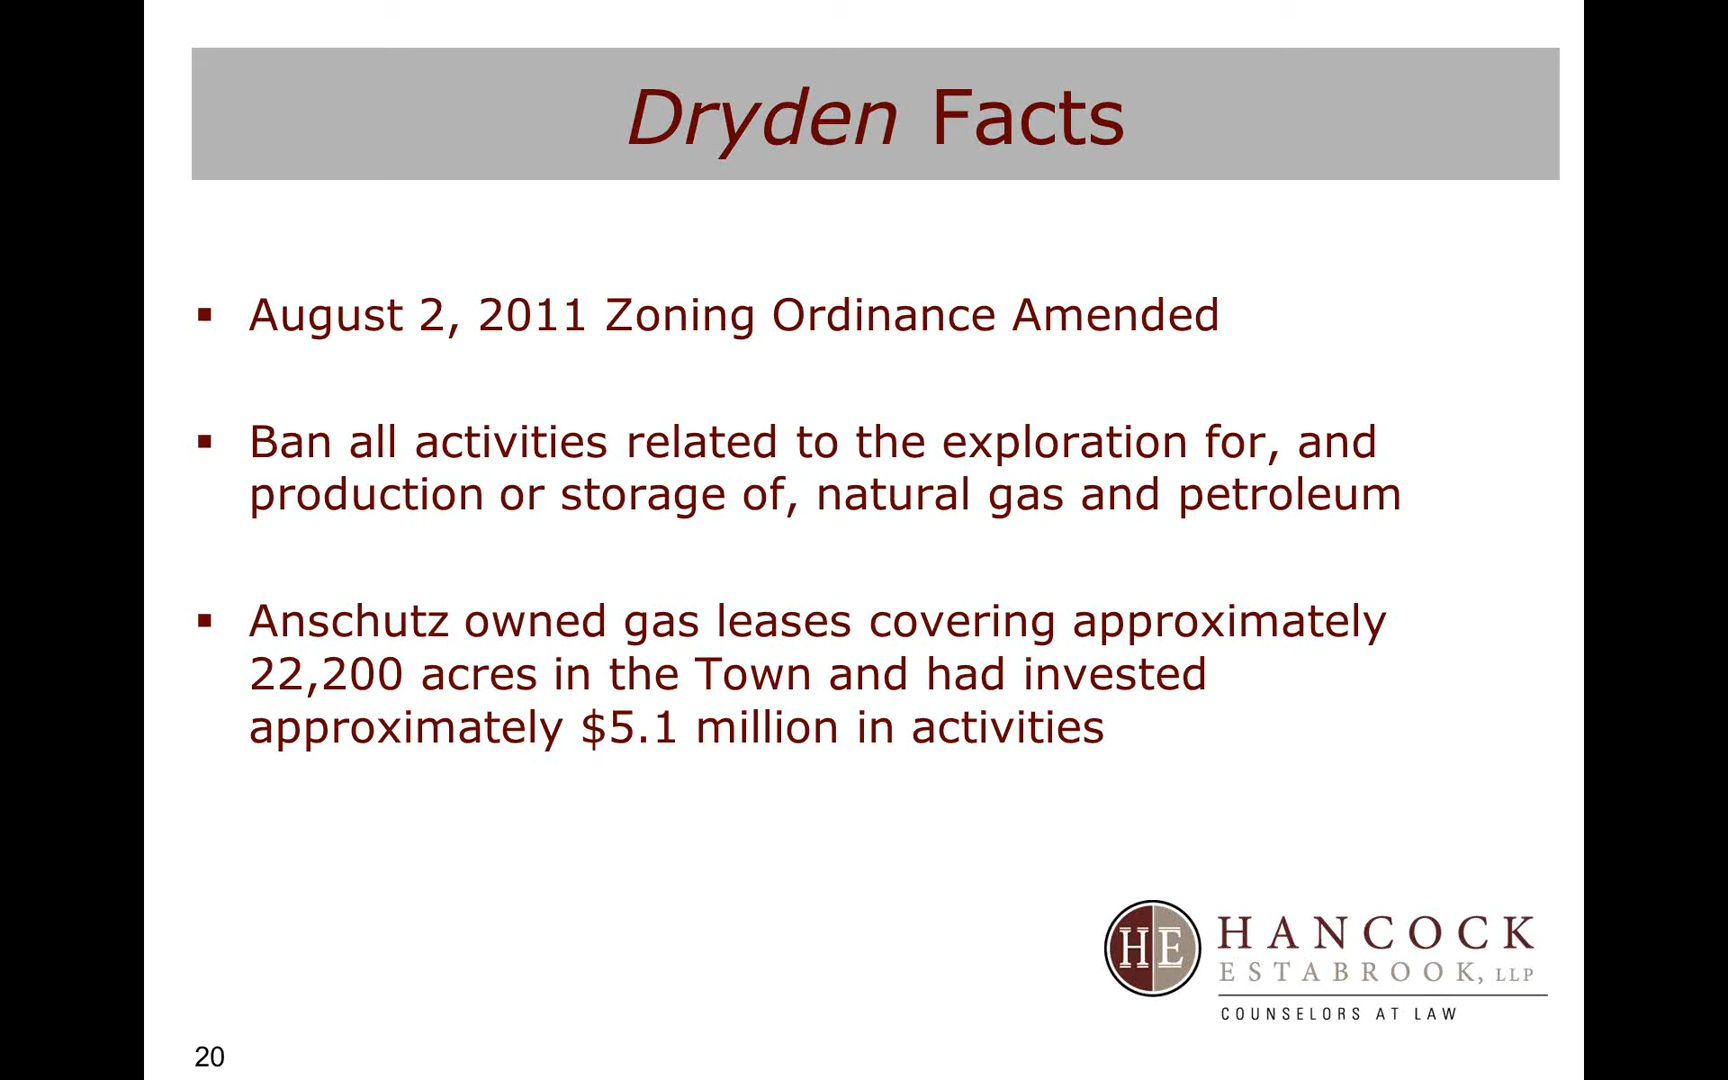 Dryden Facts
▪ August 2, 2011 Zoning Ordinance Amended
▪ Ban all activities related to the exploration for, and
production or storage of, natural gas and petroleum
▪ Anschutz owned gas leases covering approximately
22,200 acres in the Town and had invested
approximately $5.1 million in activities
HE
HANCOCK
ESTABROOK, LLP
COUNSELORS AT LAW
20